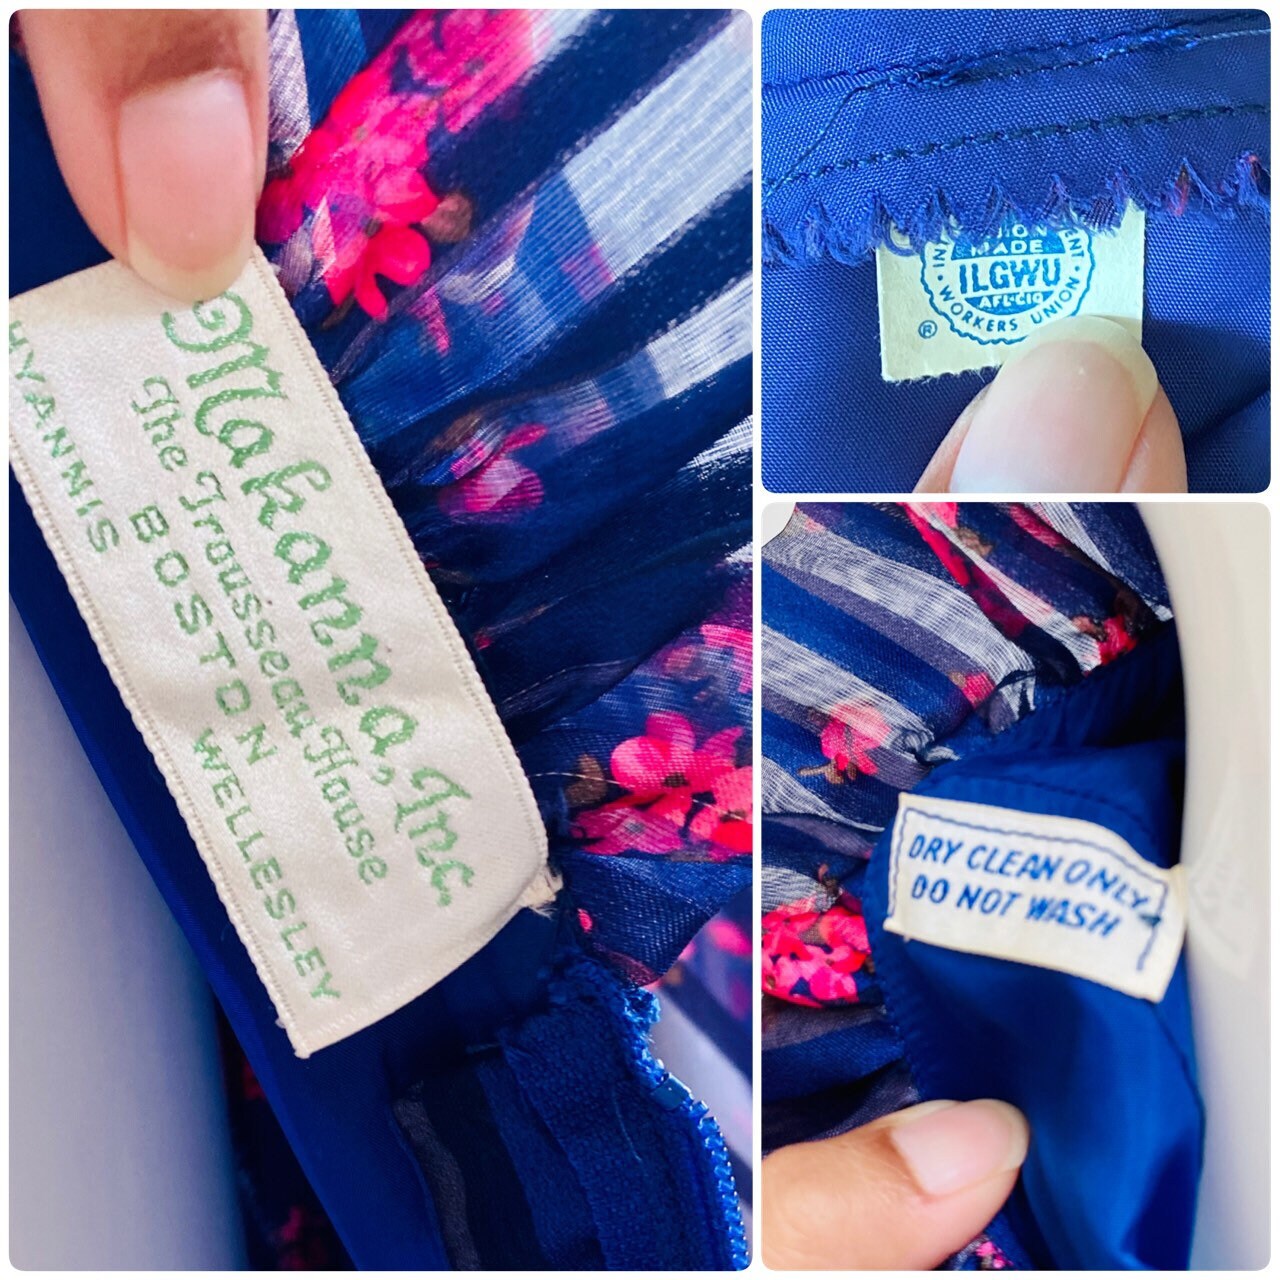 Makanna, Inc.
The Trousseau House
BOSTON
HYANNIS WELLESLEY
MADE
ILGWU
AFL-CIO
WORKERS UNION
®
DRY CLEAN ONLY
DO NOT WASH